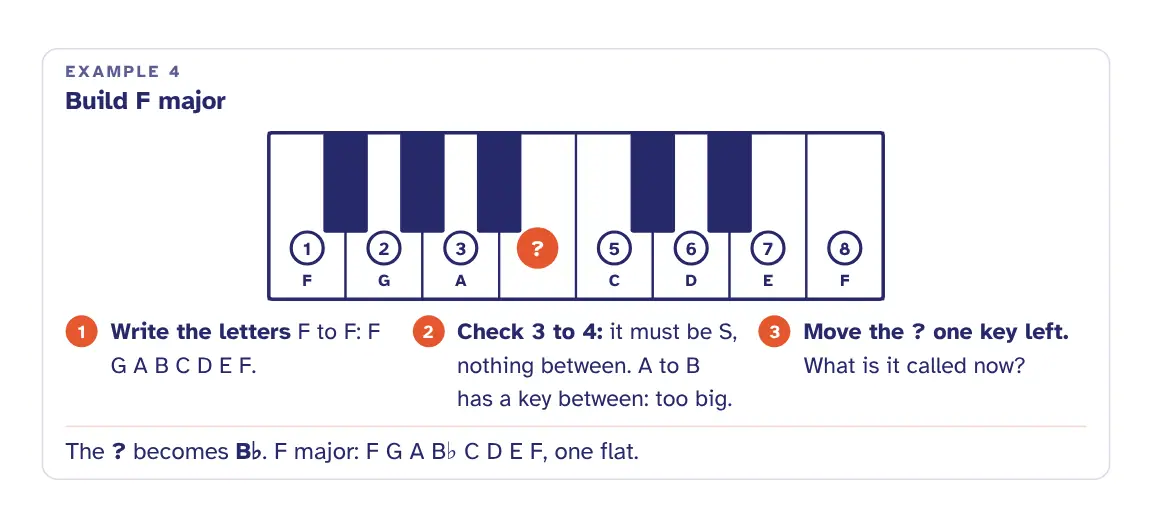 EXAMPLE 4
Build F major
1 2 3 ? 5 6 7 8
F G A C D E F
1 Write the letters F to F: F
G A B C D E F.
2 Check 3 to 4: it must be S,
nothing between. A to B
has a key between: too big.
3 Move the ? one key left.
What is it called now?
The ? becomes B♭. F major: F G A B♭ C D E F, one flat.